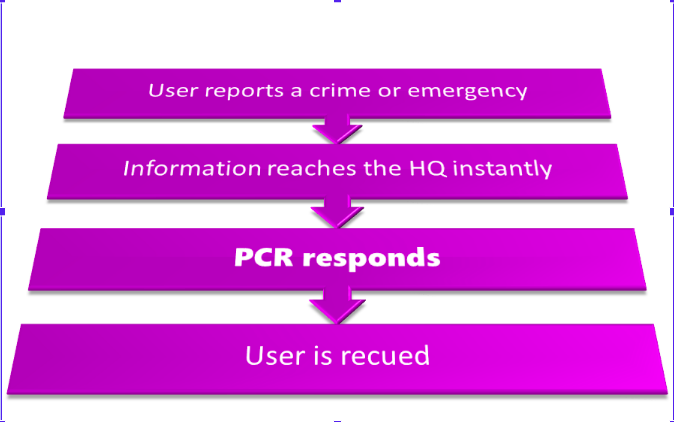 User reports a crime or emergency
Information reaches the HQ instantly
PCR responds
User is recued